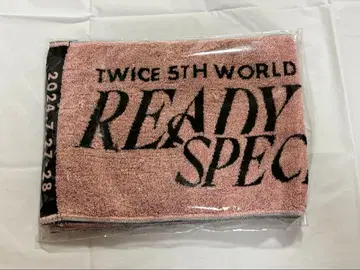 TWICE 5TH WORLD
READY
SPEC
2024.7.27-28